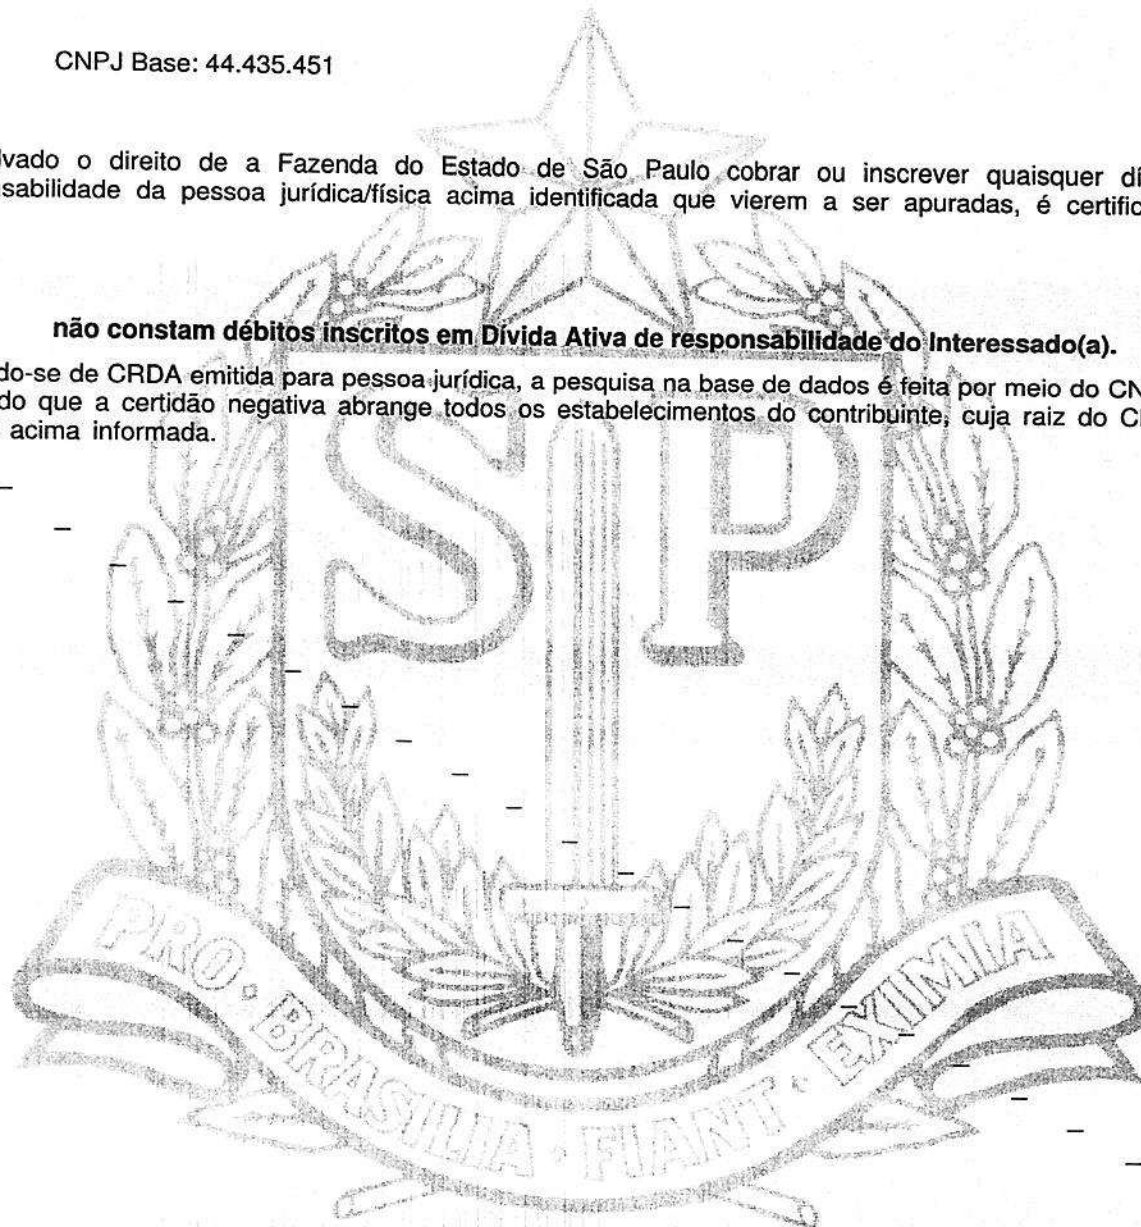 CNPJ Base: 44.435.451
lvado o direito de a Fazenda do Estado de São Paulo cobrar ou inscrever quaisquer dí
nsabilidade da pessoa jurídica/física acima identificada que vierem a ser apuradas, é certific
não constam débitos inscritos em Dívida Ativa de responsabilidade do Interessado(a).
do-se de CRDA emitida para pessoa jurídica, a pesquisa na base de dados é feita por meio do CN
do que a certidão negativa abrange todos os estabelecimentos do contribuinte, cuja raiz do C
acima informada.
SP
PRO • BRASILIA • FIANT • EXIMIA